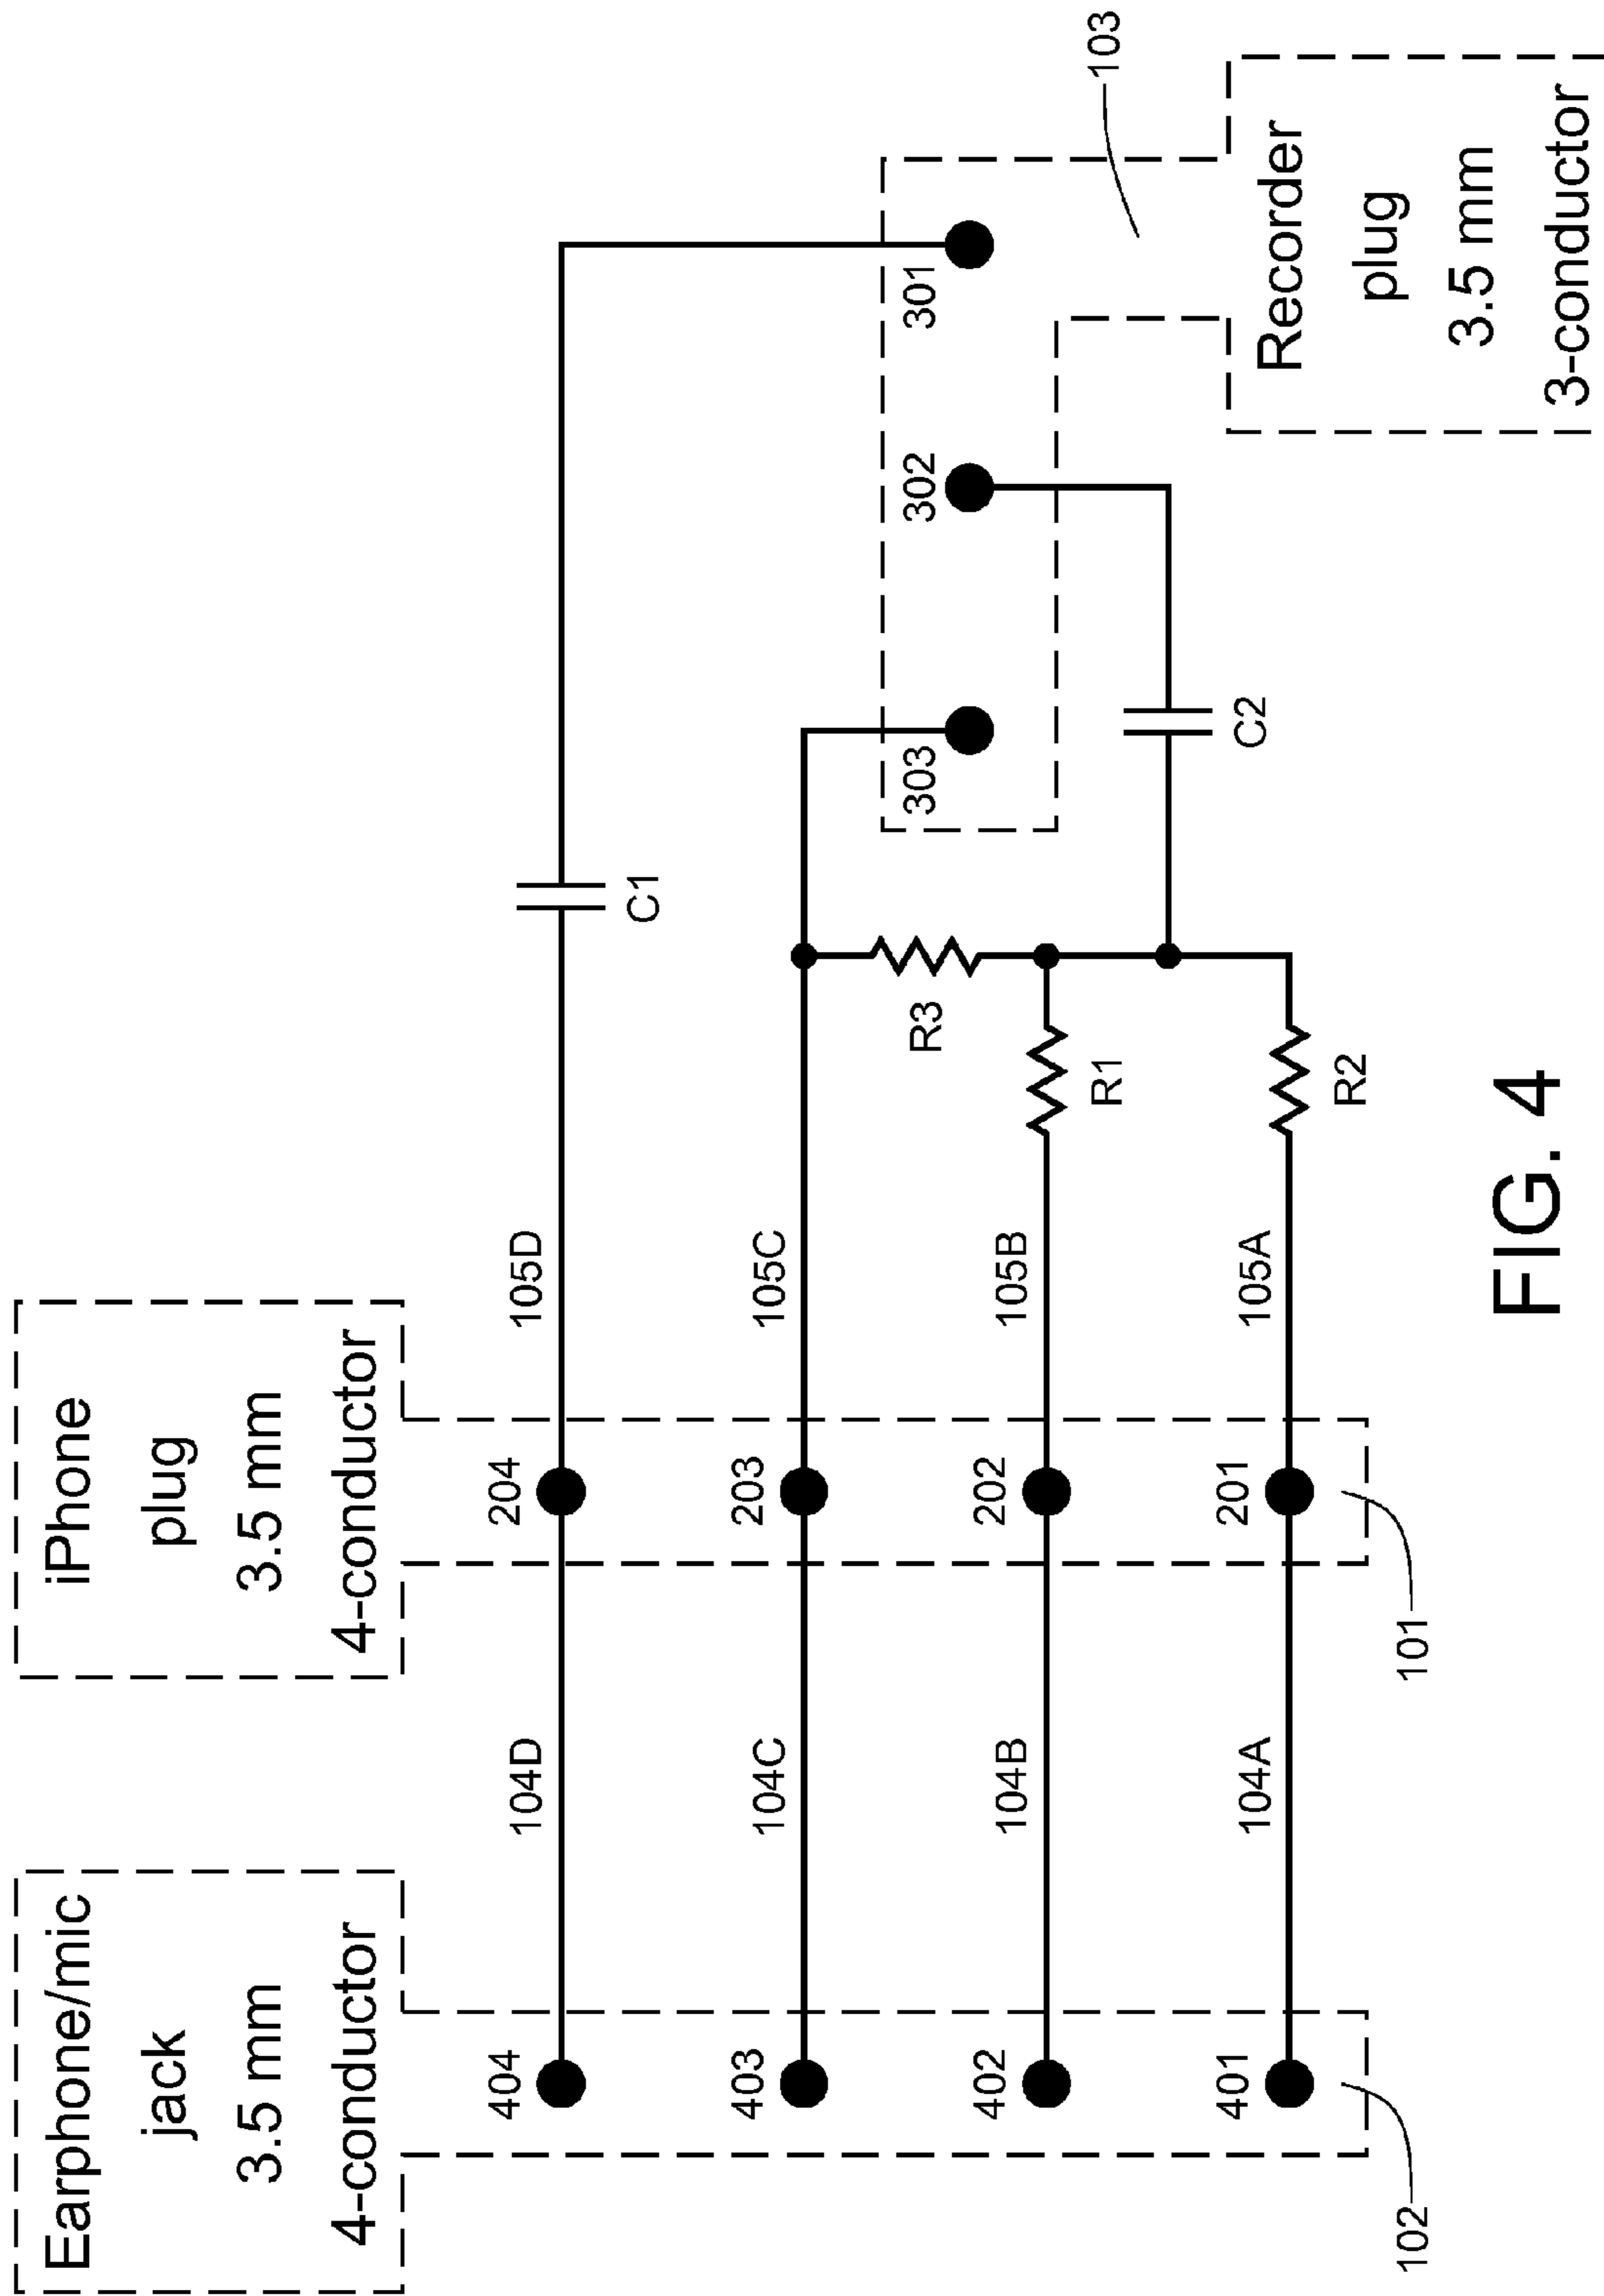 Earphone/mic
jack
3.5 mm
4-conductor
iPhone
plug
3.5 mm
4-conductor
404
104D
204
105D
C1
403
104C
203
105C
R3
303
302
301
103
402
104B
202
105B
R1
C2
401
104A
201
105A
R2
102
101
Recorder
plug
3.5 mm
3-conductor
FIG. 4